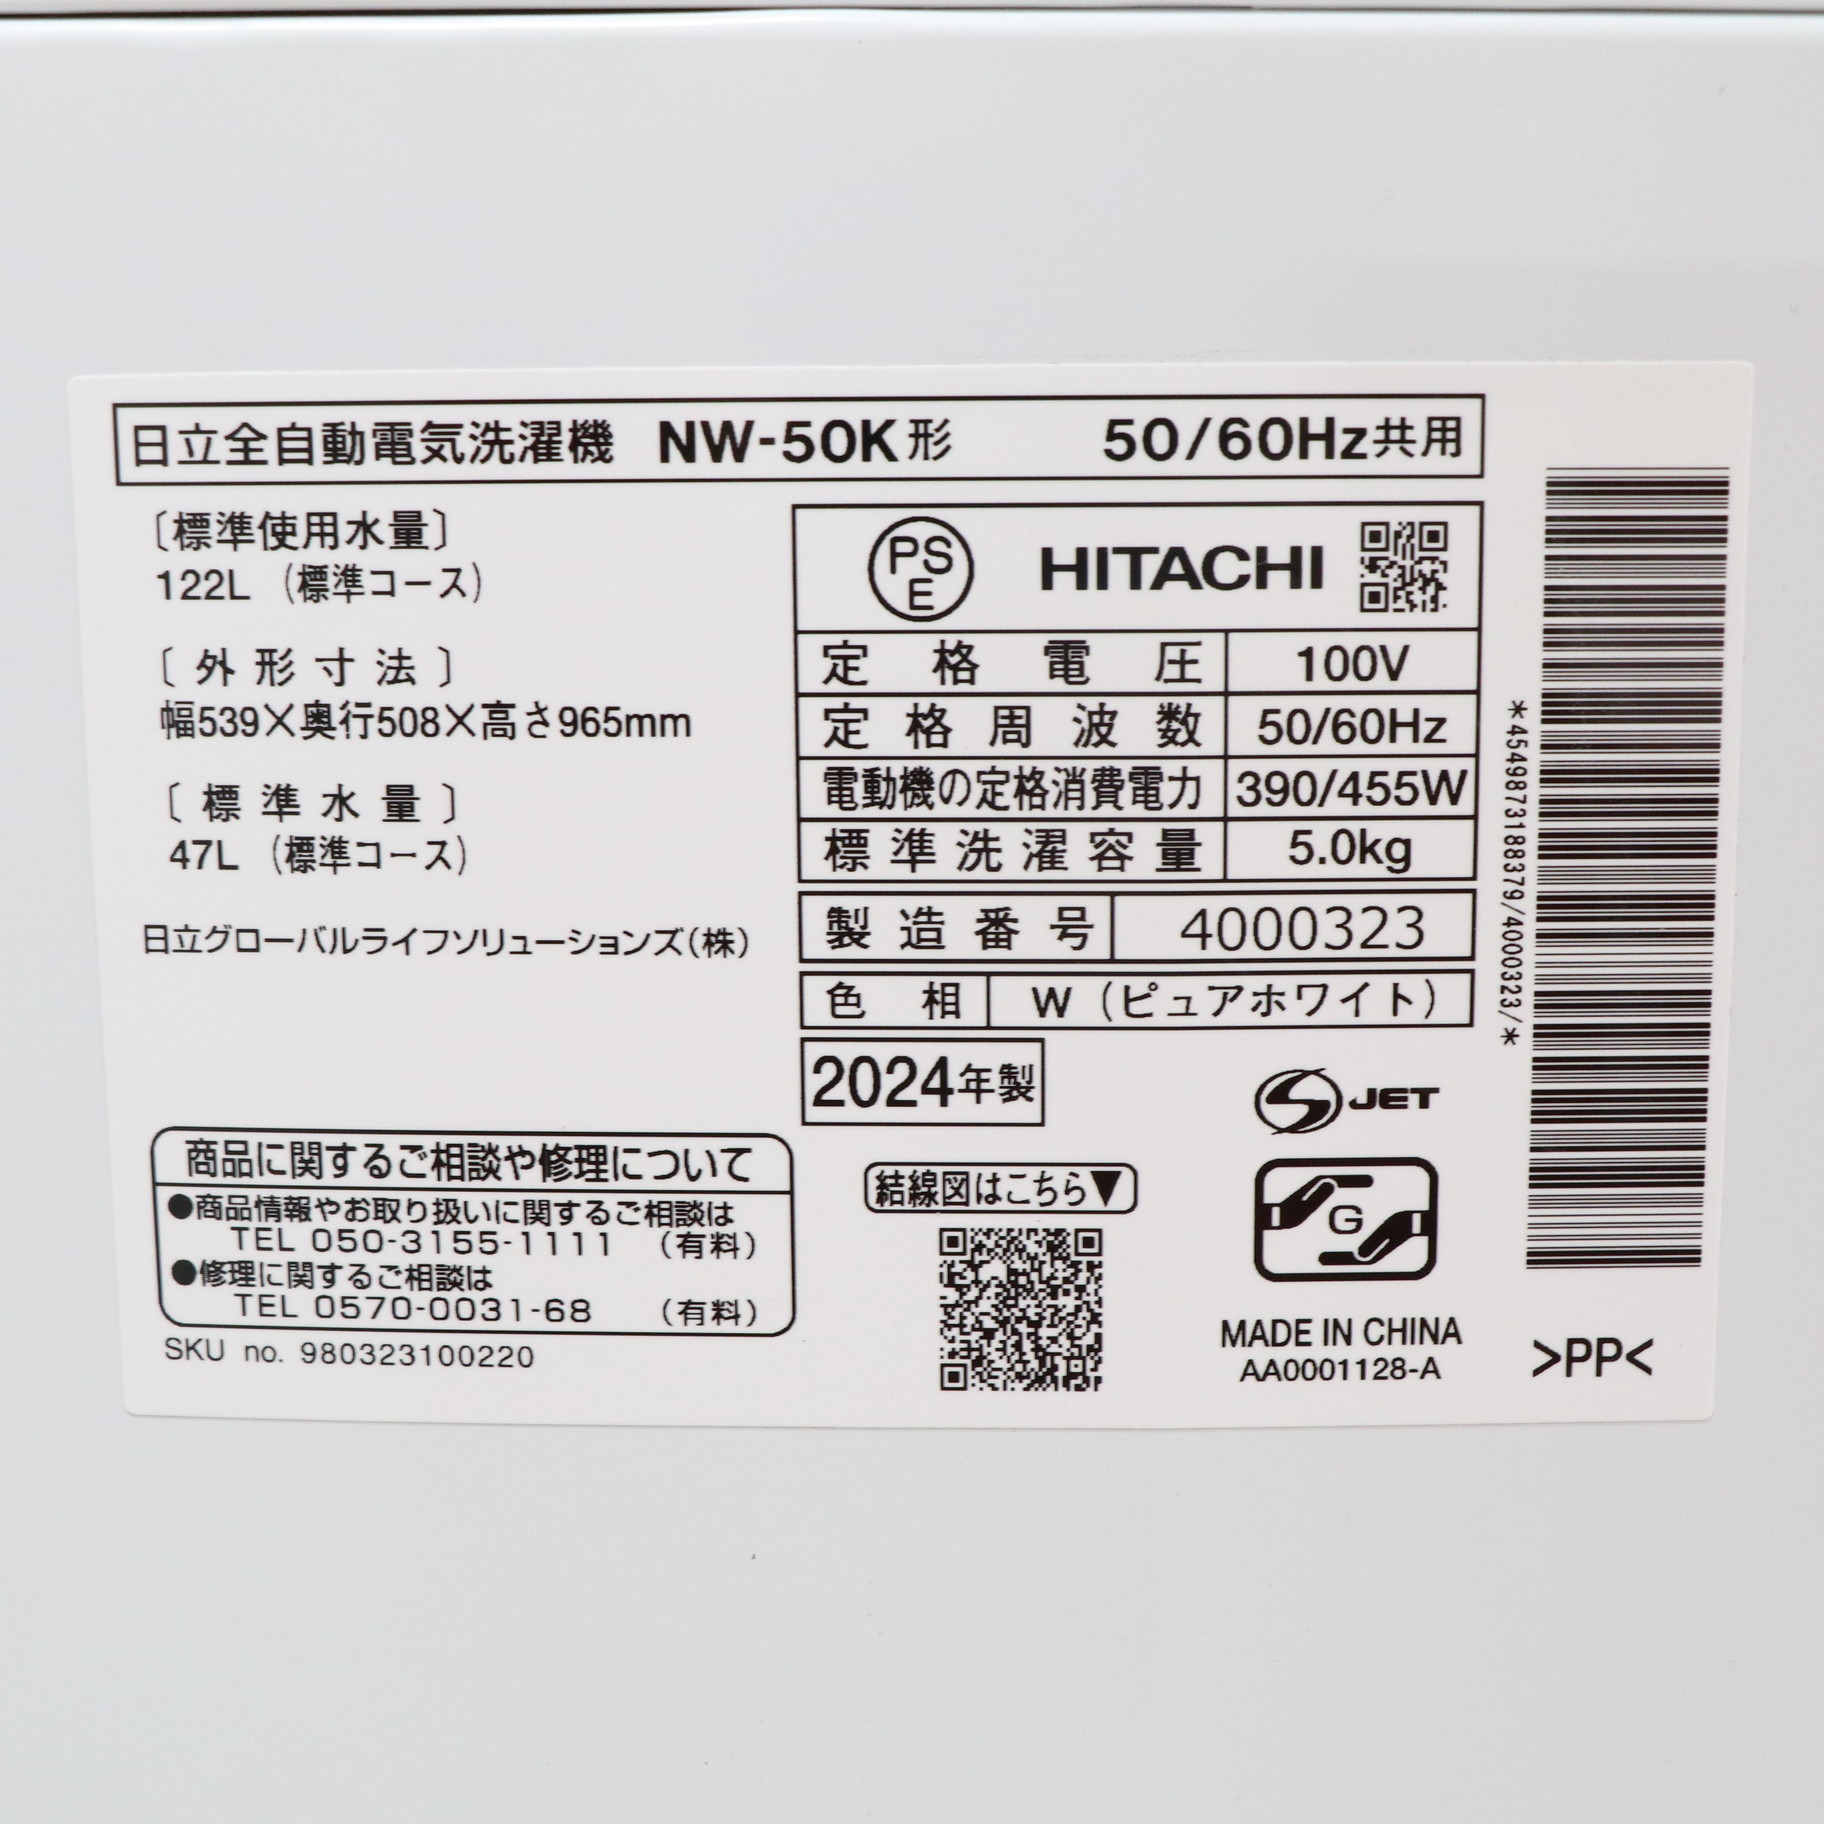 日立全自動電気洗濯機 NW-50K形 50/60Hz共用
〔標準使用水量〕
122L （標準コース）
〔外形寸法〕
幅539×奥行508×高さ965mm
〔標準水量〕
47L （標準コース）
日立グローバルライフソリューションズ（株）
PS
E
HITACHI
定格電圧 100V
定格周波数 50/60Hz
電動機の定格消費電力 390/455W
標準洗濯容量 5.0kg
製造番号 4000323
色相 W（ピュアホワイト）
2024年製
S JET
商品に関するご相談や修理について
●商品情報やお取り扱いに関するご相談は
TEL 050-3155-1111 （有料）
●修理に関するご相談は
TEL 0570-0031-68 （有料）
SKU no. 980323100220
結線図はこちら▼
G
MADE IN CHINA
AA0001128-A
>PP<
*4549873188379/4000323/*